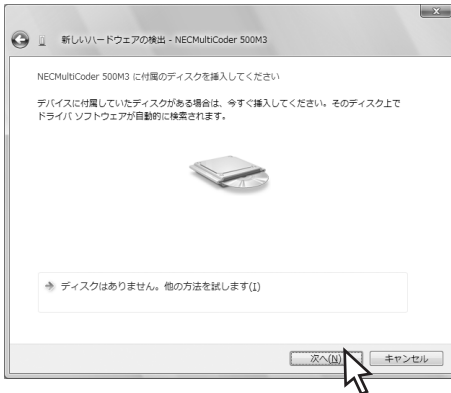 新しいハードウェアの検出 - NECMultiCoder 500M3
NECMultiCoder 500M3 に付属のディスクを挿入してください
デバイスに付属していたディスクがある場合は、今すぐ挿入してください。そのディスク上で
ドライバ ソフトウェアが自動的に検索されます。
ディスクはありません。他の方法を試します(I)
次へ(N)
キャンセル